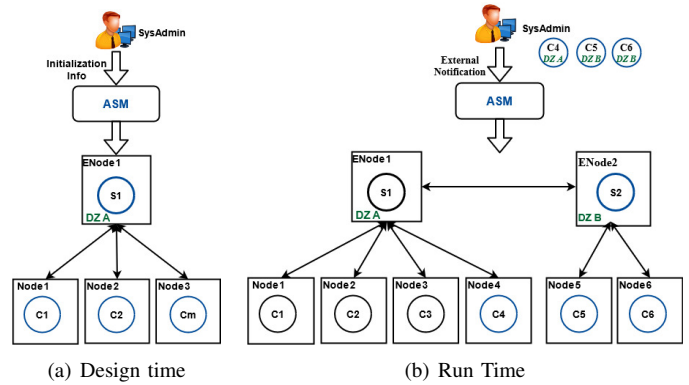 SysAdmin
Initialization
Info
ASM
ENode1
S1
DZ A
Node1
C1
Node2
C2
Node3
Cm
(a) Design time
SysAdmin
C4
DZ A
C5
DZ B
C6
DZ B
External
Notification
ASM
ENode1
S1
DZ A
ENode2
S2
DZ B
Node1
C1
Node2
C2
Node3
C3
Node4
C4
Node5
C5
Node6
C6
(b) Run Time